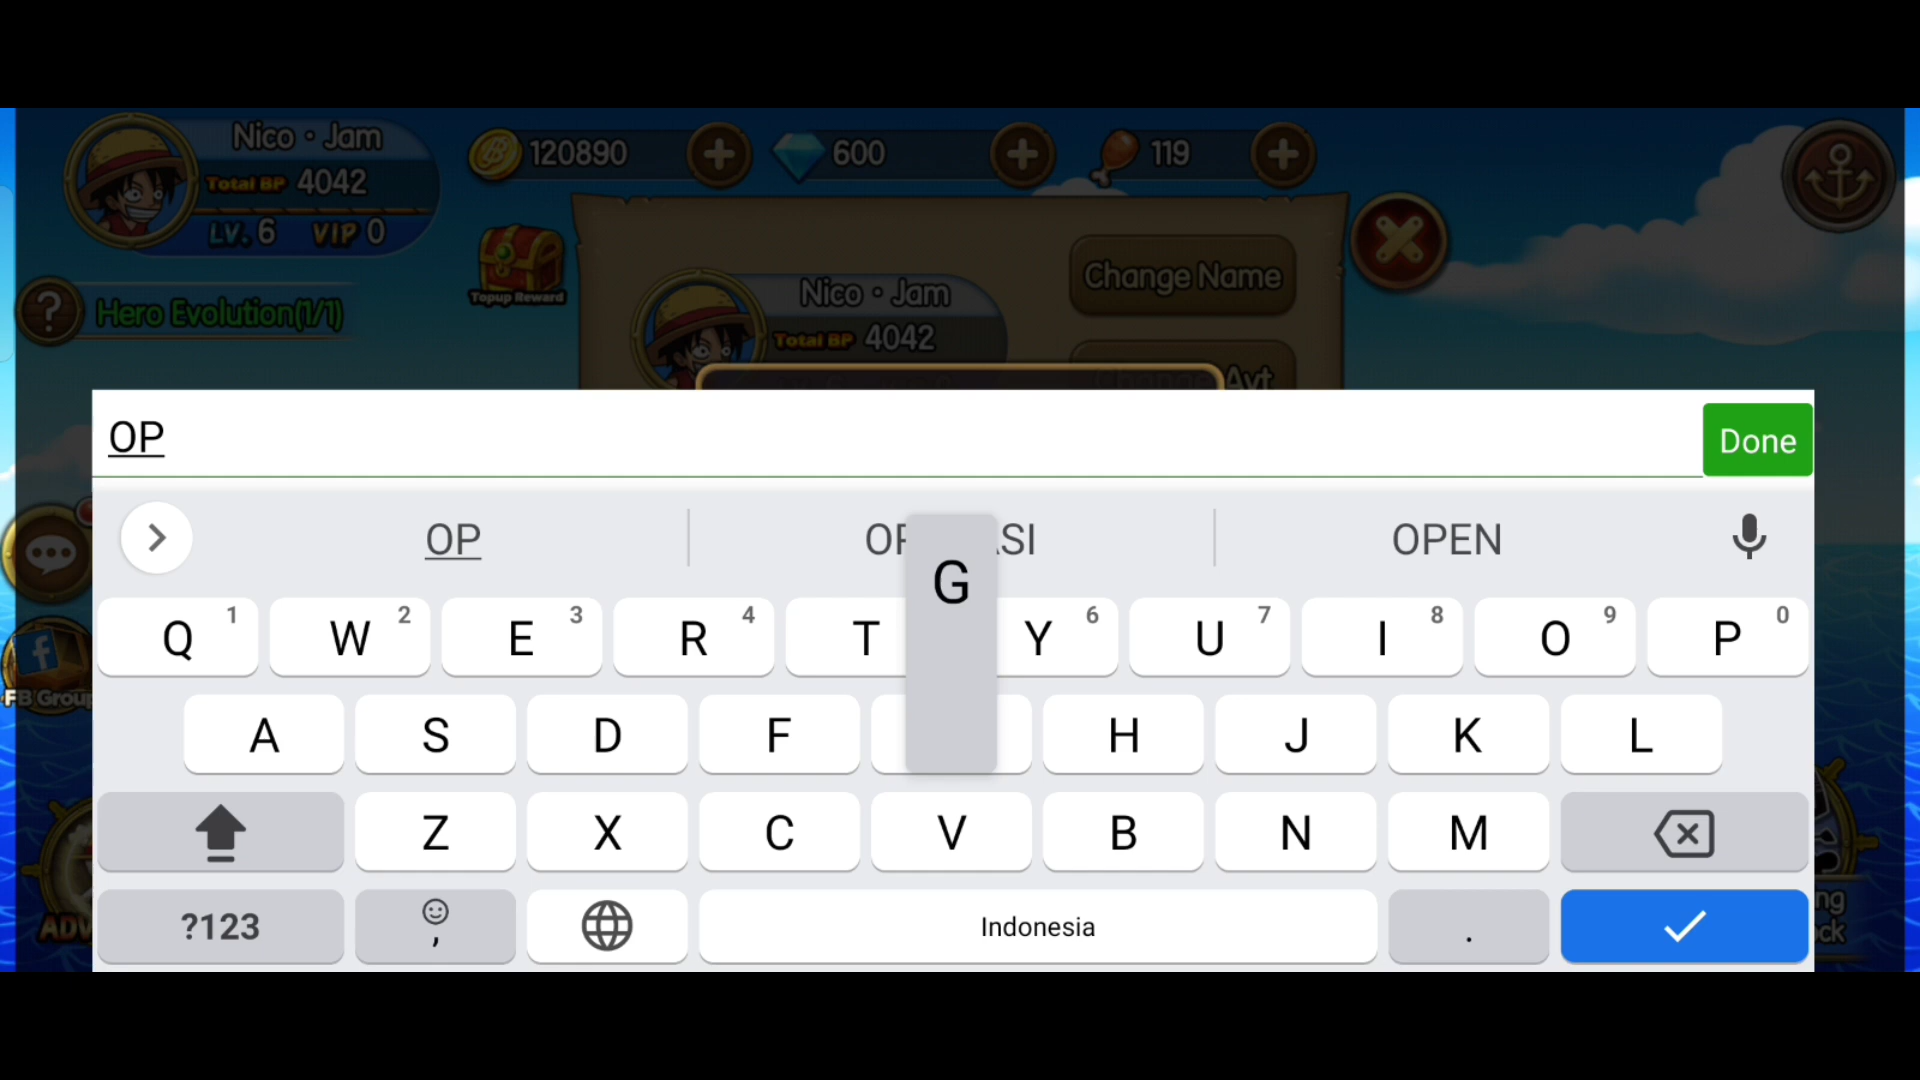 Nico • Jam
Total BP 4042
LV. 6 VIP 0
120890
600
119
Topup Reward
Hero Evolution(1/1)
Nico • Jam
Total BP 4042
Change Name
Avt
FB Group
OP
Done
OP
OPEN
Q 1 W 2 E 3 R 4 T Y 6 U 7 I 8 O 9 P 0
G
A S D F H J K L
Z X C V B N M
?123 , Indonesia .